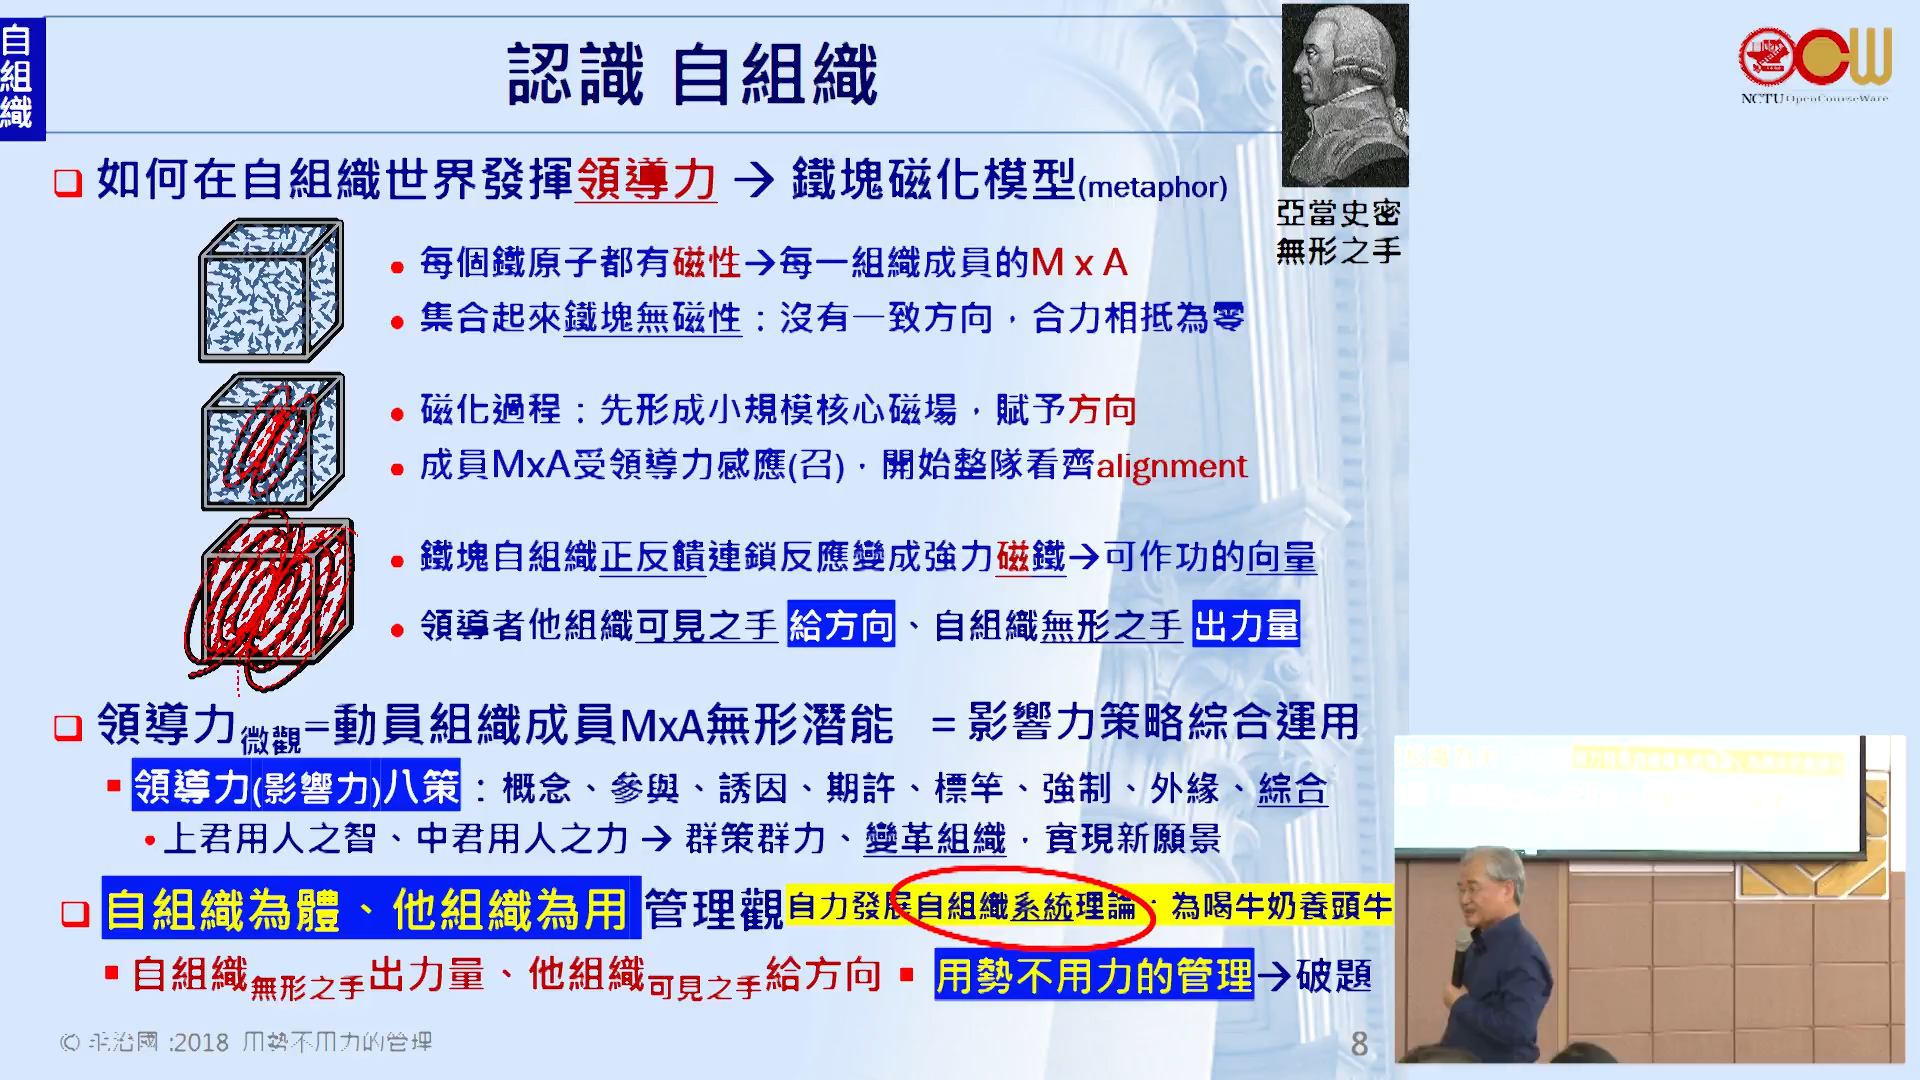 自組織
認識 自組織
NCTU OpenCourseWare
亞當史密
無形之手
如何在自組織世界發揮領導力→鐵塊磁化模型(metaphor)
每個鐵原子都有磁性→每一組織成員的M x A
集合起來鐵塊無磁性：沒有一致方向，合力相抵為零
磁化過程：先形成小規模核心磁場，賦予方向
成員MxA受領導力感應(召)，開始整隊看齊alignment
鐵塊自組織正反饋連鎖反應變成強力磁鐵→可作功的向量
領導者他組織可見之手 給方向、自組織無形之手 出力量
領導力微觀=動員組織成員MxA無形潛能 = 影響力策略綜合運用
領導力(影響力)八策：概念、參與、誘因、期許、標竿、強制、外緣、綜合
上君用人之智、中君用人之力→ 群策群力、變革組織，實現新願景
自組織為體、他組織為用 管理觀 自力發展自組織系統理論：為喝牛奶養頭牛
自組織無形之手出力量、他組織可見之手給方向 用勢不用力的管理→破題
:2018 用勢不用力的管理
8